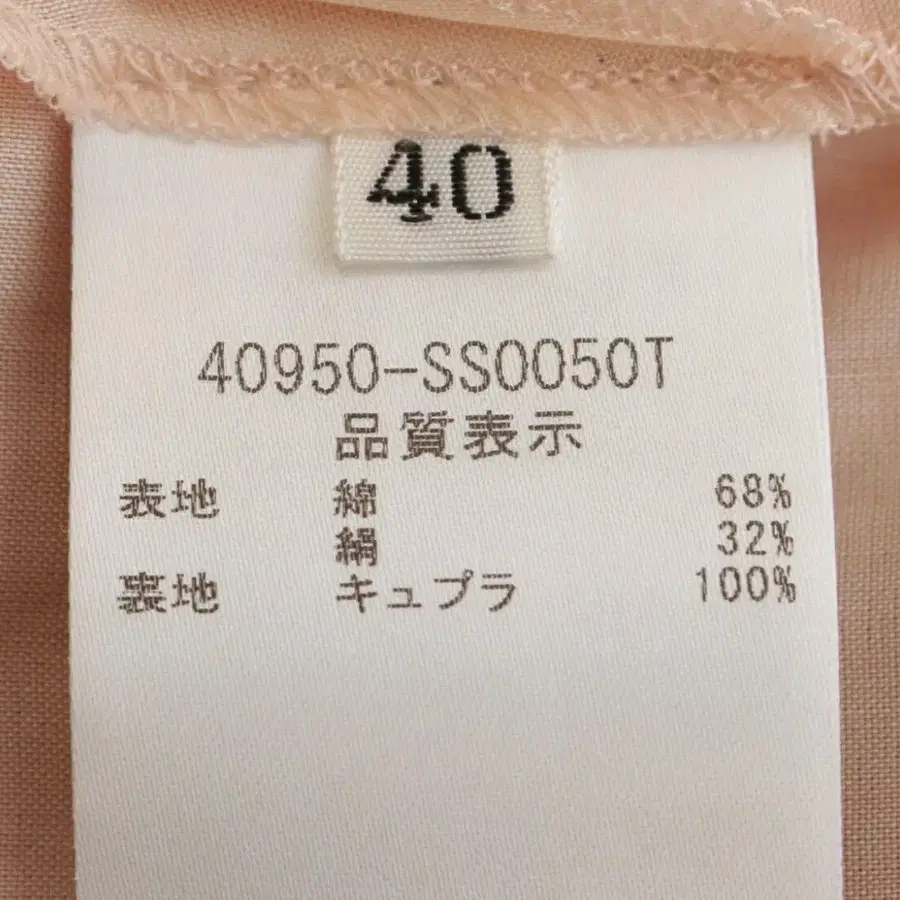 40
40950-SS0050T
品質表示
表地 綿 68%
絹 32%
裏地 キュプラ 100%